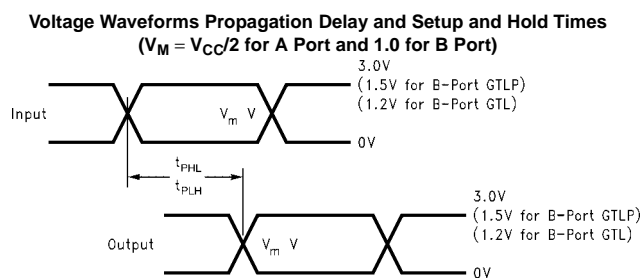 Voltage Waveforms Propagation Delay and Setup and Hold Times
(VM = VCC/2 for A Port and 1.0 for B Port)
3.0V
(1.5V for B-Port GTLP)
(1.2V for B-Port GTL)
Input
Vm V
0V
tPHL
tPLH
3.0V
(1.5V for B-Port GTLP)
(1.2V for B-Port GTL)
Output
Vm V
0V